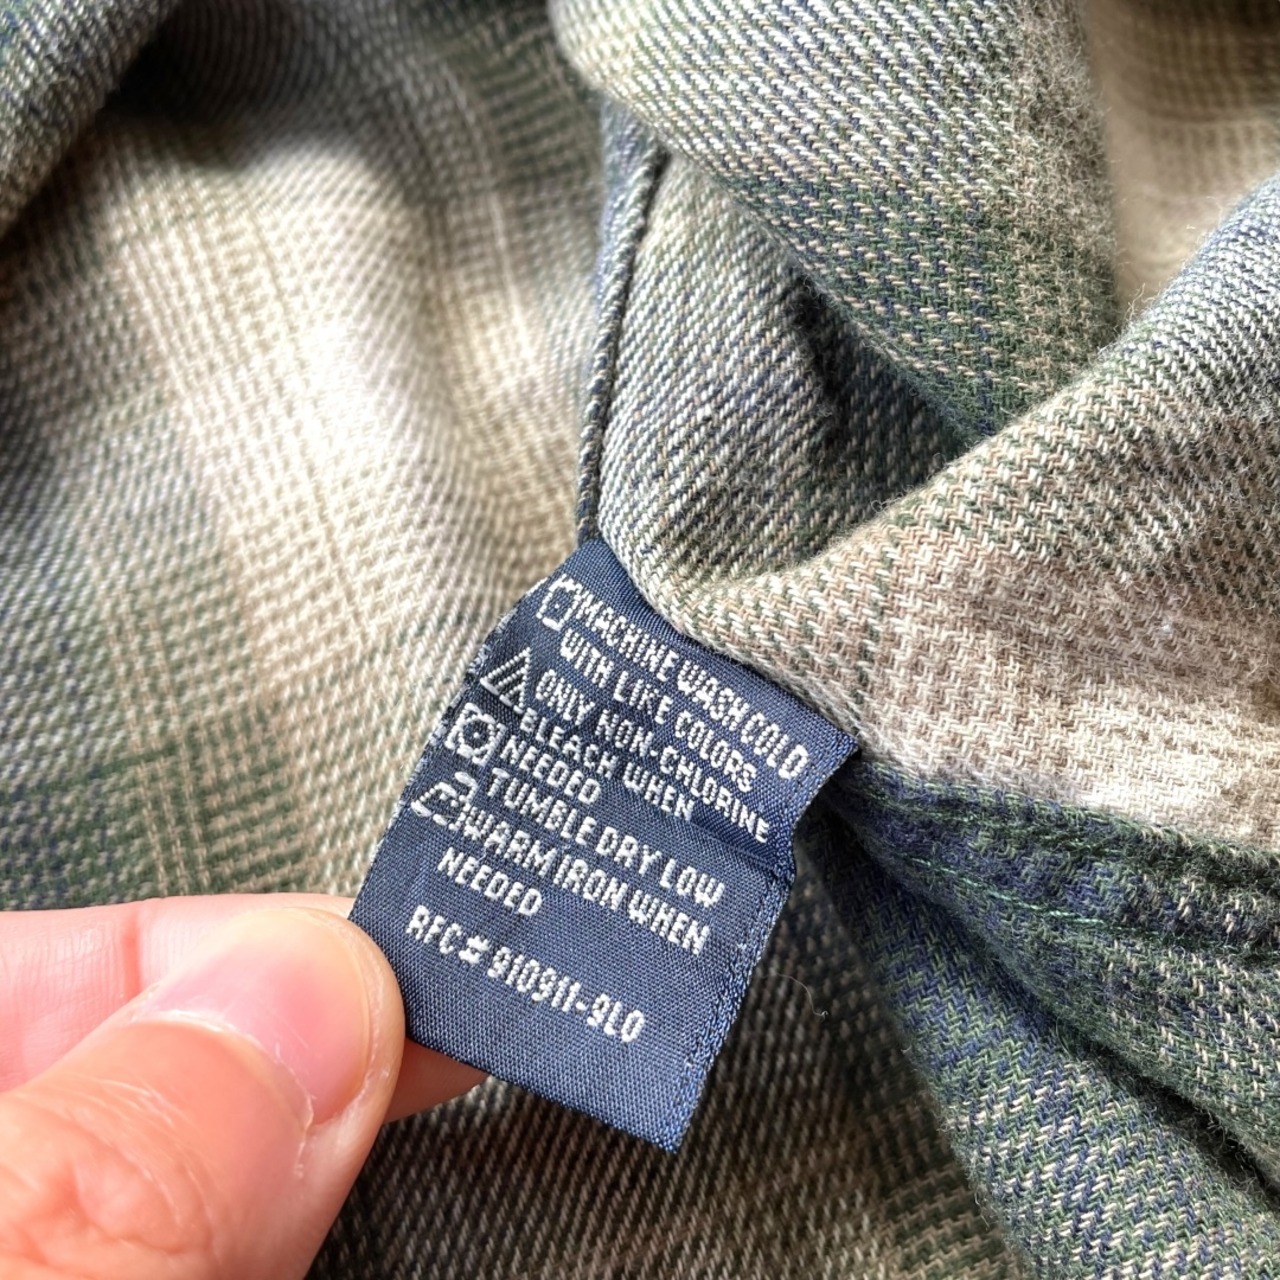 MACHINE WASH COLD
WITH LIKE COLORS
ONLY NON-CHLORINE
BLEACH WHEN
NEEDED
TUMBLE DRY LOW
WARM IRON WHEN
NEEDED
RFC# 910911-9LO